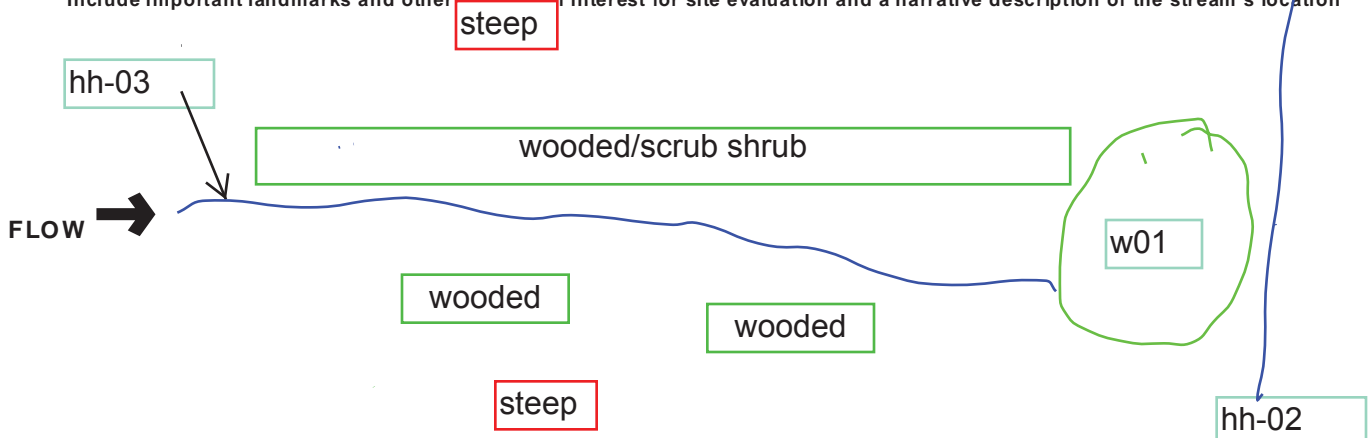 include important landmarks and other interest for site evaluation and a narrative description of the stream's location
steep
hh-03
wooded/scrub shrub
FLOW
w01
wooded
wooded
steep
hh-02